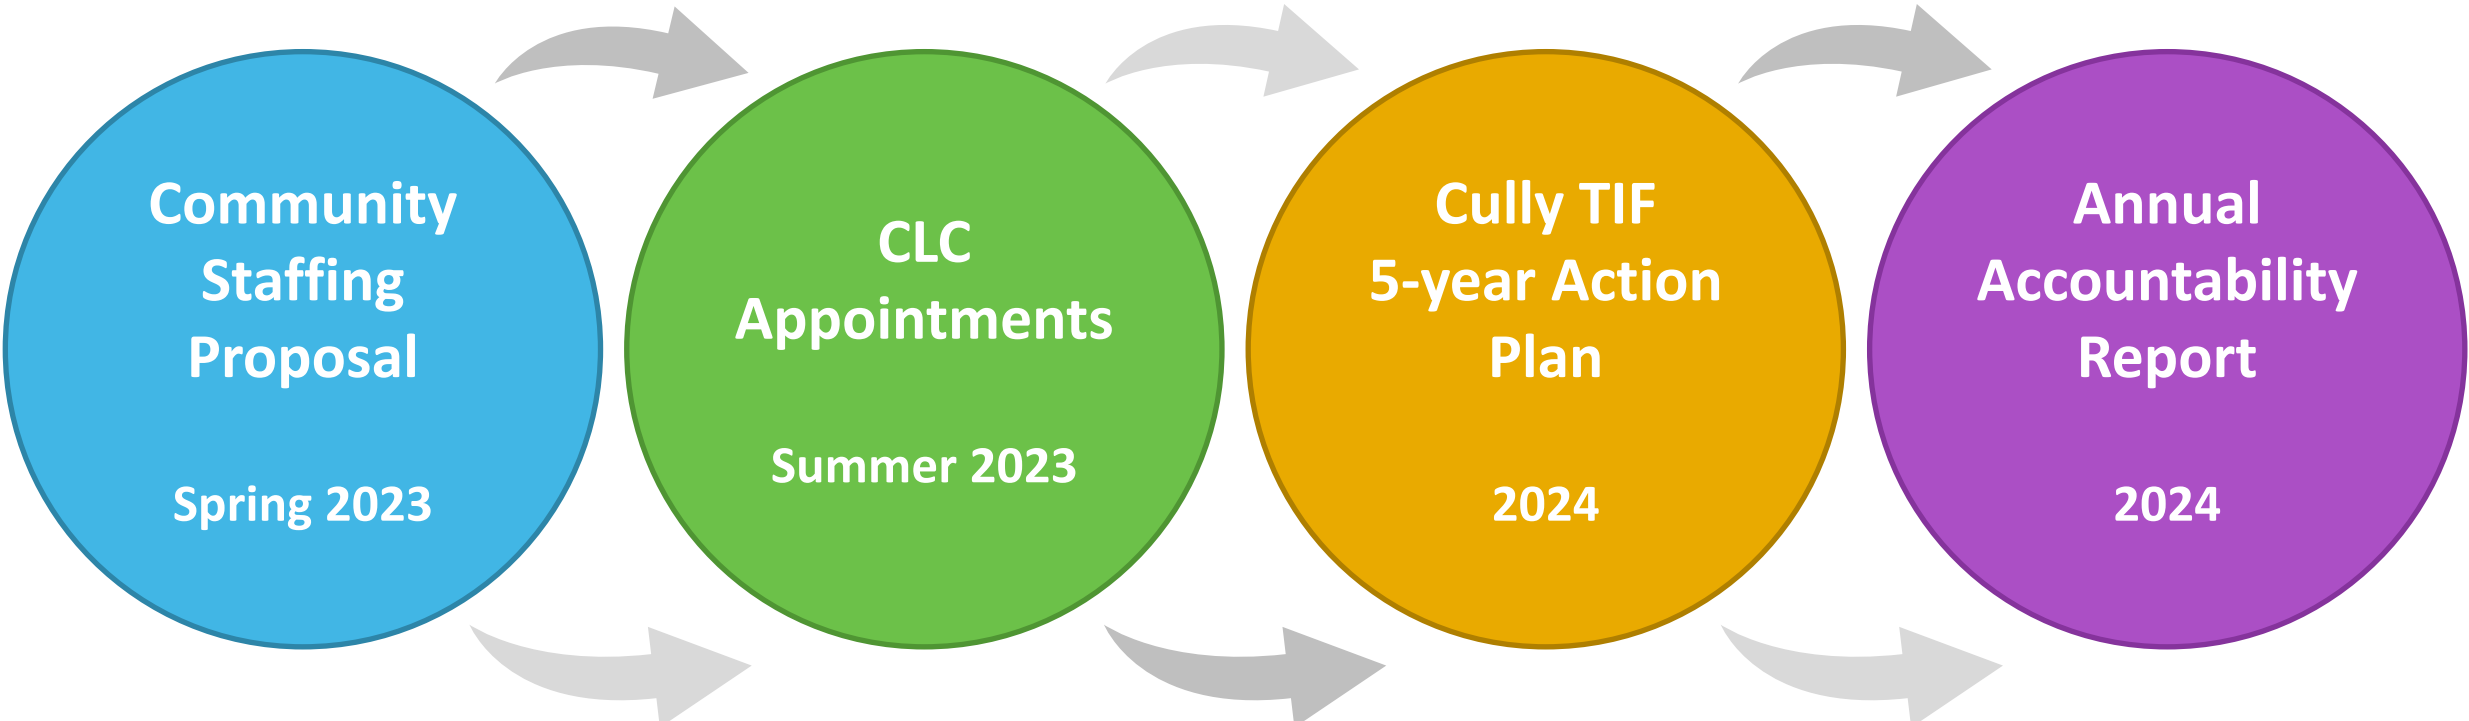 Community
Staffing
Proposal
Spring 2023
CLC
Appointments
Summer 2023
Cully TIF
5-year Action
Plan
2024
Annual
Accountability
Report
2024